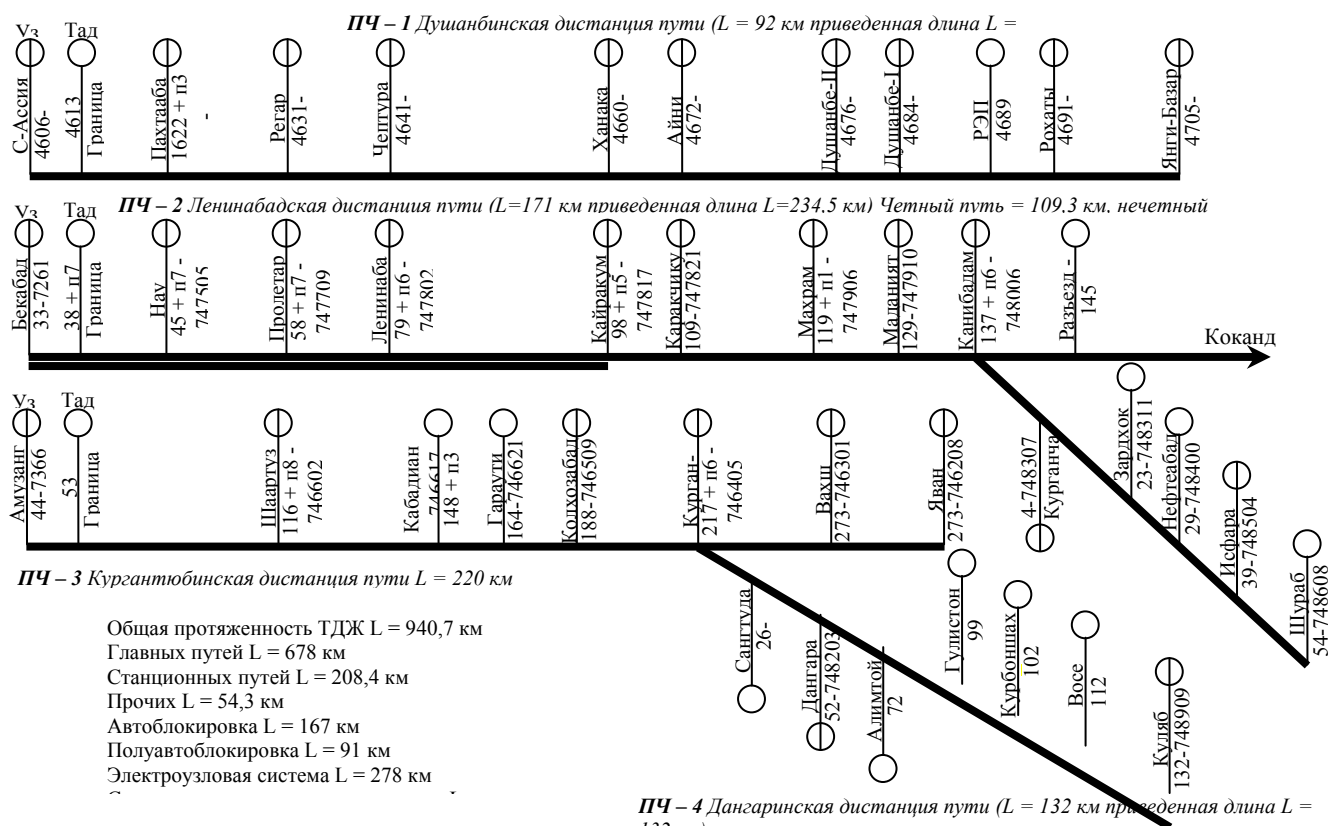 ПЧ – 1 Душанбинская дистанция пути (L = 92 км приведенная длина L =
Уз
Тад
С-Ассия
4606-
4613
Граница
Пахтааба
1622 + п3
-
Регар
4631-
Чептура
4641-
Ханака
4660-
Айни
4672-
Душанбе-II
4676-
Душанбе-I
4684-
РЭП
4689
Рохаты
4691-
Янги-Базар
4705-
ПЧ – 2 Ленинабадская дистанция пути (L=171 км приведенная длина L=234,5 км) Четный путь = 109,3 км, нечетный
Уз
Тад
Бекабад
33-7261
38 + п7
Граница
Нау
45 + п7 -
747505
Пролетар
58 + п7 -
747709
Ленинаба
79 + п6 -
747802
Кайракум
98 + п5 -
747817
Каракчику
109-747821
Махрам
119 + п1 -
747906
Маданият
129-747910
Канибадам
137 + п6 -
748006
Разъезд -
145
Коканд
Уз
Тад
Амузанг
44-7366
53
Граница
Шаартуз
116 + п8 -
746602
Кабадиан
746617
148 + п3
Гараути
164-746621
Колхозабад
188-746509
Курган-
217 + п6 -
746405
Вахш
273-746301
Яван
273-746208
4-748307
Курганча
Зардхок
23-748311
Нефтеабад
29-748400
Исфара
39-748504
Шураб
54-748608
ПЧ – 3 Кургантюбинская дистанция пути L = 220 км
Сангтуда
26-
Дангара
52-748203
Алимтой
72
Гулистон
99
Курбоншах
102
Восе
112
Куляб
132-748909
Общая протяженность ТДЖ L = 940,7 км
Главных путей L = 678 км
Станционных путей L = 208,4 км
Прочих L = 54,3 км
Автоблокировка L = 167 км
Полуавтоблокировка L = 91 км
Электроузловая система L = 278 км
ПЧ – 4 Дангаринская дистанция пути (L = 132 км приведенная длина L =